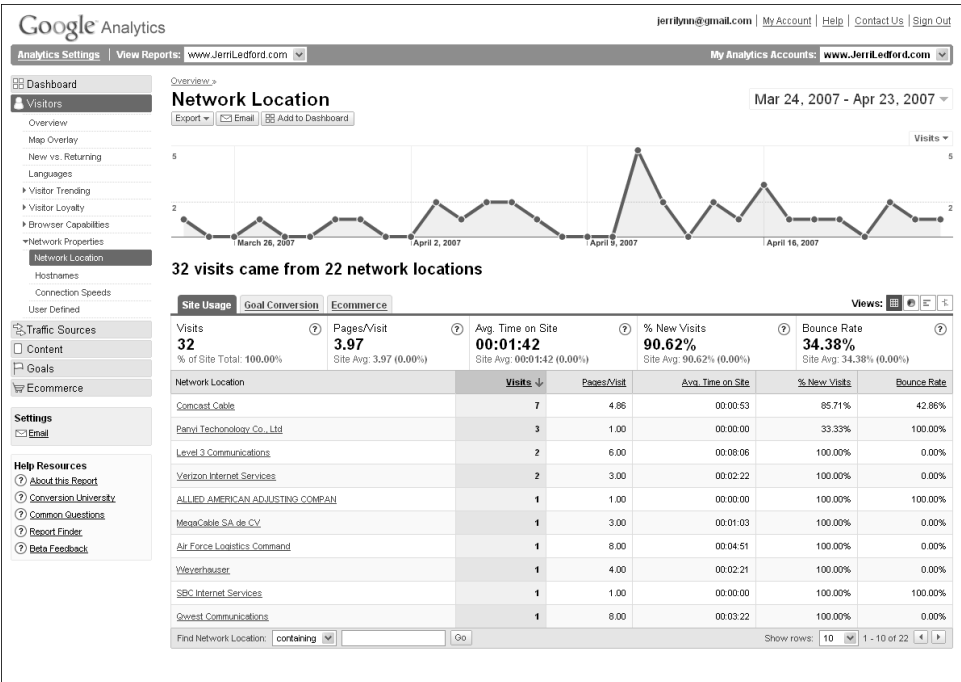 Google Analytics
jerrilynn@gmail.com | My Account | Help | Contact Us | Sign Out
Analytics Settings | View Reports: www.JerriLedford.com
My Analytics Accounts: www.JerriLedford.com
Dashboard
Visitors
Overview
Map Overlay
New vs. Returning
Languages
Visitor Trending
Visitor Loyalty
Browser Capabilities
Network Properties
Network Location
Hostnames
Connection Speeds
User Defined
Traffic Sources
Content
Goals
Ecommerce
Settings
Email
Help Resources
About this Report
Conversion University
Common Questions
Report Finder
Beta Feedback
Overview »
Network Location
Mar 24, 2007 - Apr 23, 2007
Export Email Add to Dashboard
Visits
5 5
2 2
March 26, 2007 April 2, 2007 April 9, 2007 April 16, 2007
32 visits came from 22 network locations
Site Usage Goal Conversion Ecommerce Views:
Visits ? Pages/Visit ? Avg. Time on Site ? % New Visits ? Bounce Rate ?
32 3.97 00:01:42 90.62% 34.38%
% of Site Total: 100.00% Site Avg: 3.97 (0.00%) Site Avg: 00:01:42 (0.00%) Site Avg: 90.62% (0.00%) Site Avg: 34.38% (0.00%)
Network Location Visits ↓ Pages/Visit Avg. Time on Site % New Visits Bounce Rate
Comcast Cable 7 4.86 00:00:53 85.71% 42.86%
Panyi Techonology Co., Ltd 3 1.00 00:00:00 33.33% 100.00%
Level 3 Communications 2 6.00 00:08:06 100.00% 0.00%
Verizon Internet Services 2 3.00 00:02:22 100.00% 0.00%
ALLIED AMERICAN ADJUSTING COMPAN 1 1.00 00:00:00 100.00% 100.00%
MegaCable SA de CV 1 3.00 00:01:03 100.00% 0.00%
Air Force Logistics Command 1 8.00 00:04:51 100.00% 0.00%
Weyerhauser 1 4.00 00:02:21 100.00% 0.00%
SBC Internet Services 1 1.00 00:00:00 100.00% 100.00%
Qwest Communications 1 8.00 00:03:22 100.00% 0.00%
Find Network Location: containing Go Show rows: 10 1 - 10 of 22